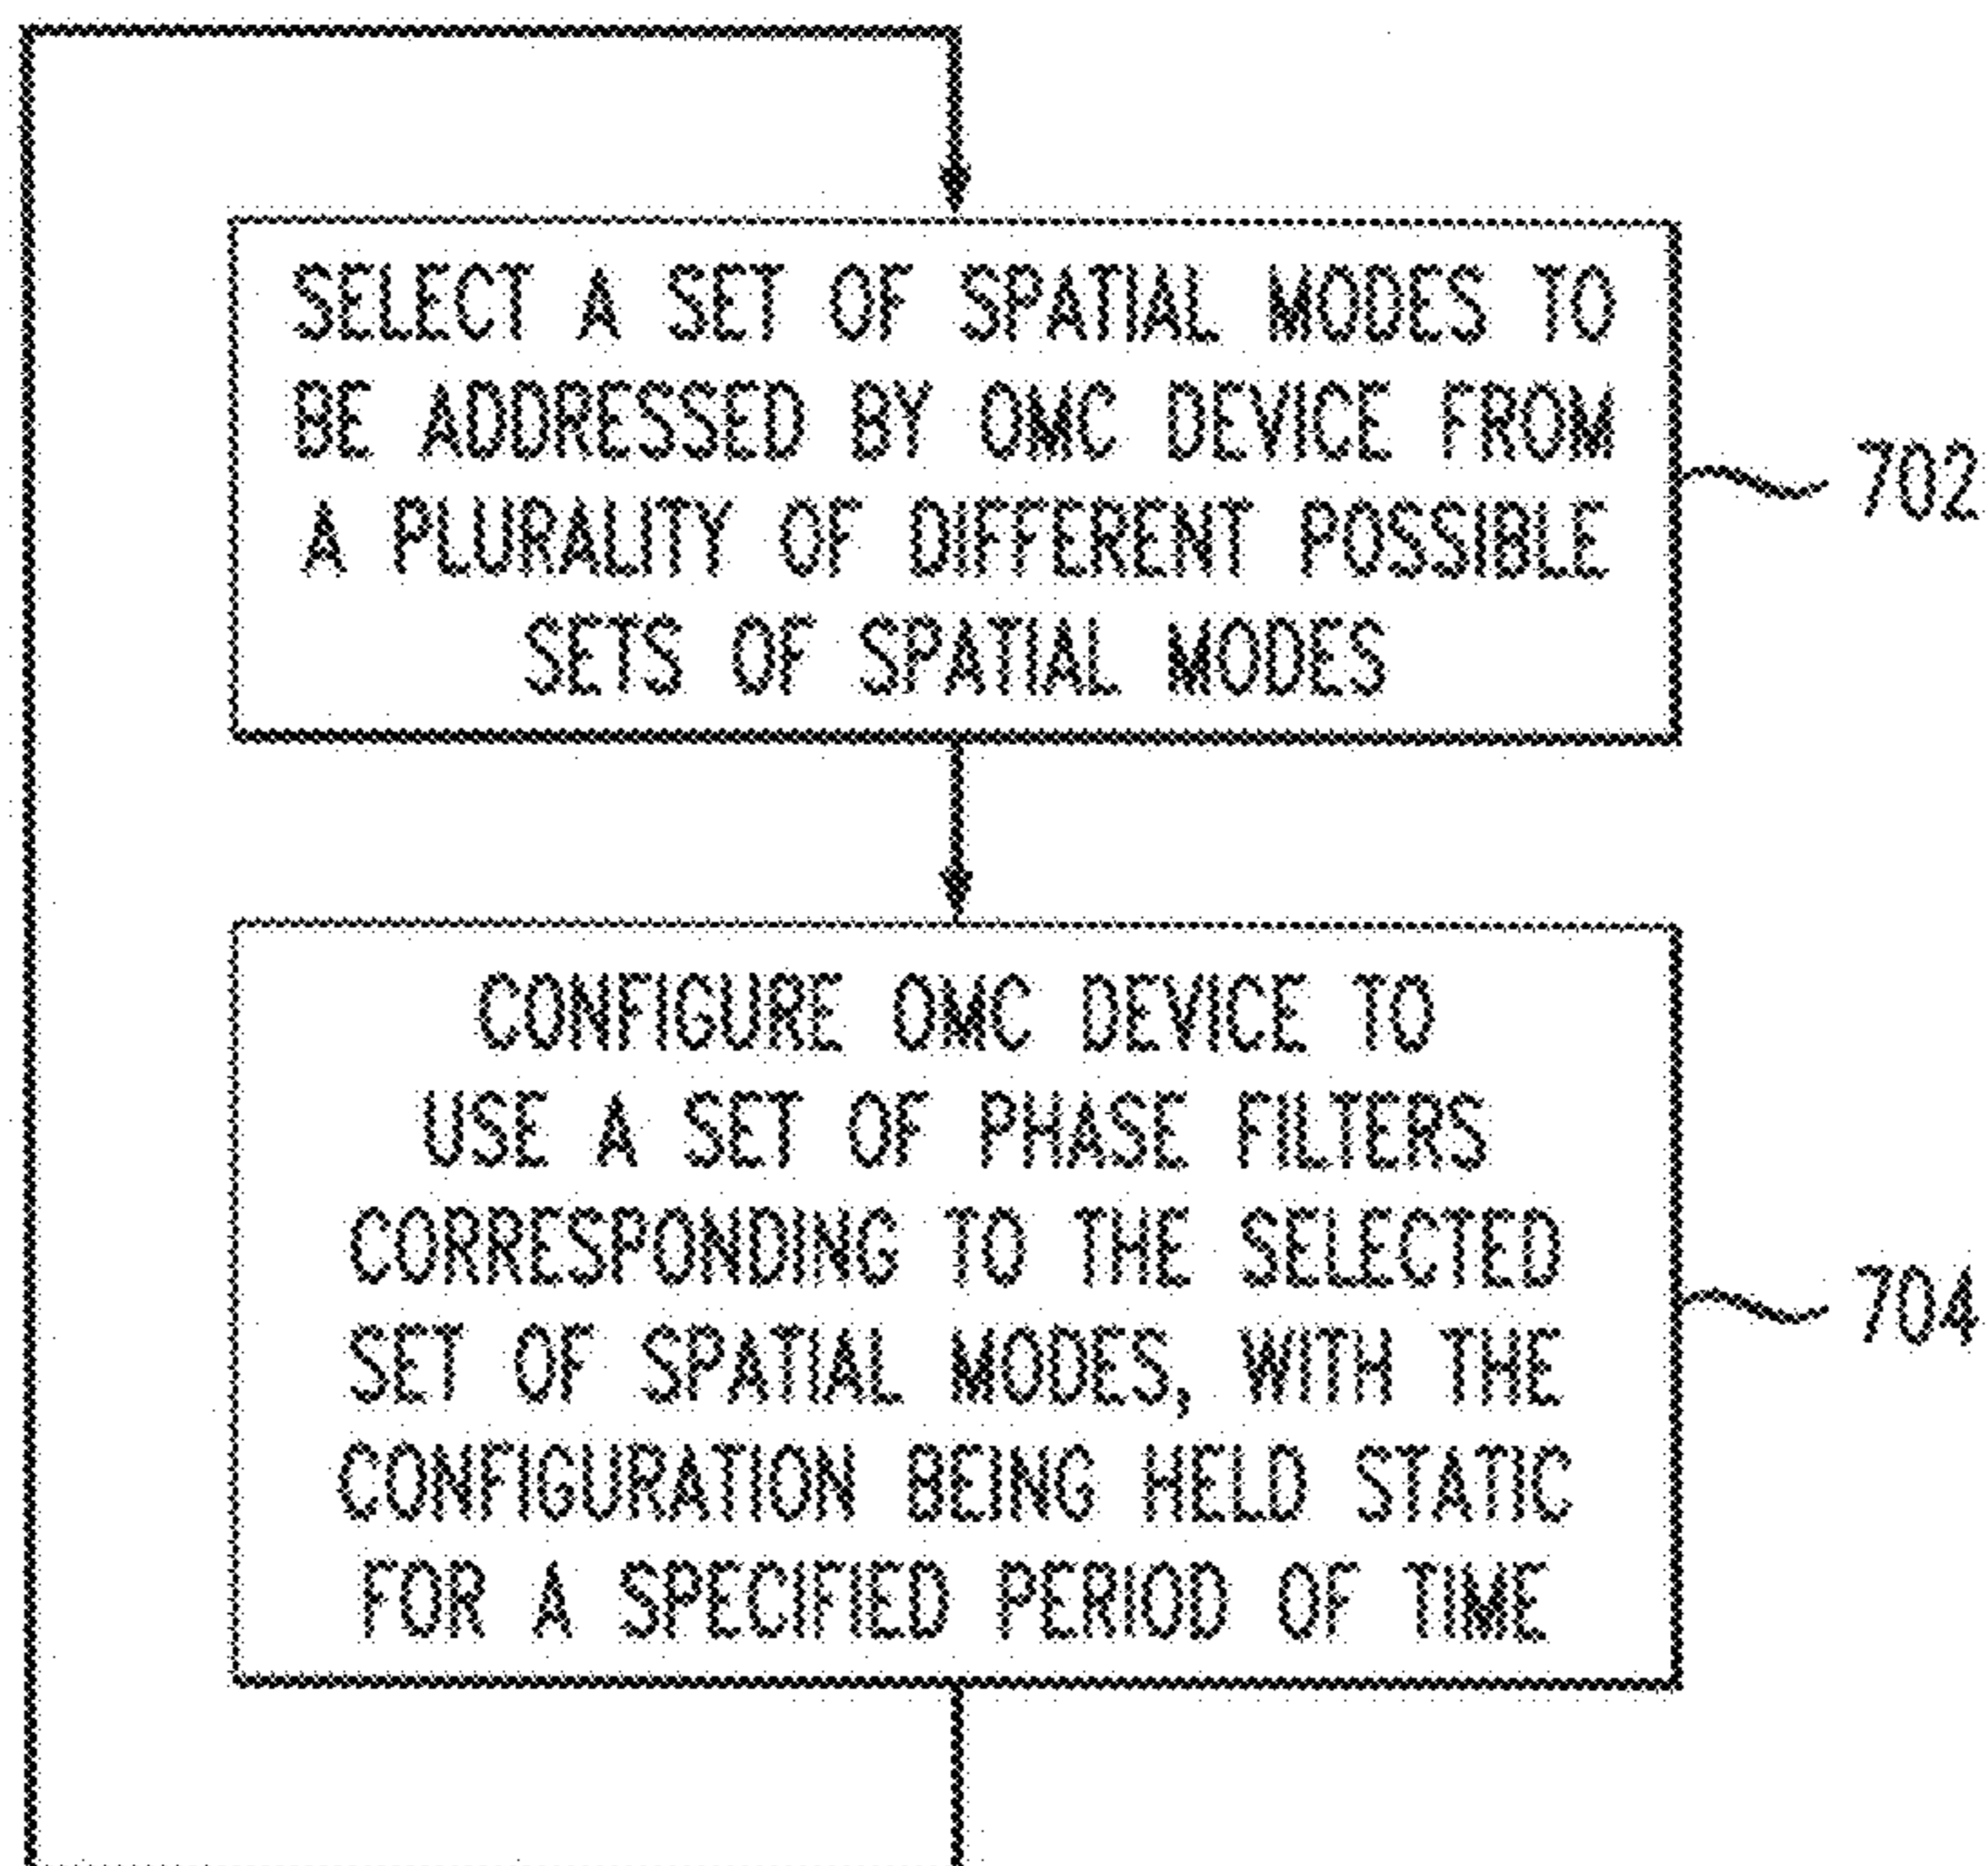 SELECT A SET OF SPATIAL MODES TO
BE ADDRESSED BY OMC DEVICE FROM
A PLURALITY OF DIFFERENT POSSIBLE
SETS OF SPATIAL MODES
702
CONFIGURE OMC DEVICE TO
USE A SET OF PHASE FILTERS
CORRESPONDING TO THE SELECTED
SET OF SPATIAL MODES, WITH THE
CONFIGURATION BEING HELD STATIC
FOR A SPECIFIED PERIOD OF TIME
704